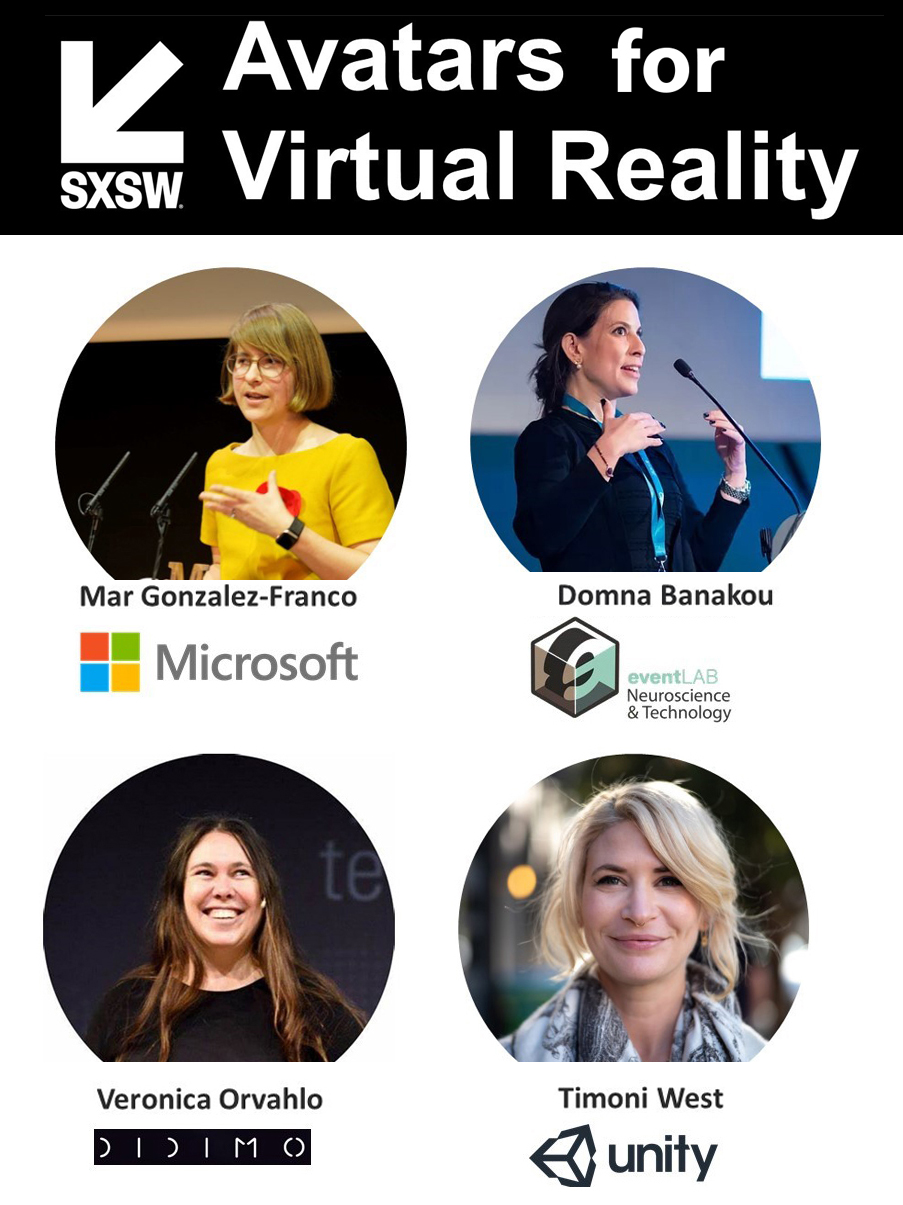 Avatars for
Virtual Reality
SXSW
Mar Gonzalez-Franco
Domna Banakou
Microsoft
eventLAB
Neuroscience
& Technology
te
Veronica Orvahlo
Timoni West
DIDIMO
unity